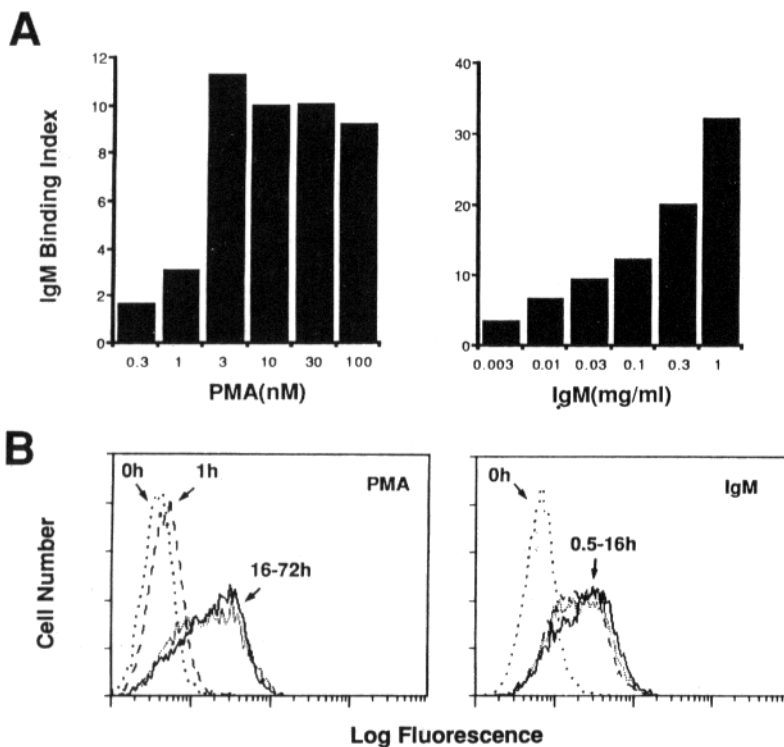 A
IgM Binding Index
12
10
8
6
4
2
0
0.3 1 3 10 30 100
PMA(nM)
40
30
20
10
0
0.003 0.01 0.03 0.1 0.3 1
IgM(mg/ml)
B
Cell Number
0h 1h
PMA
16-72h
0h
IgM
0.5-16h
Log Fluorescence